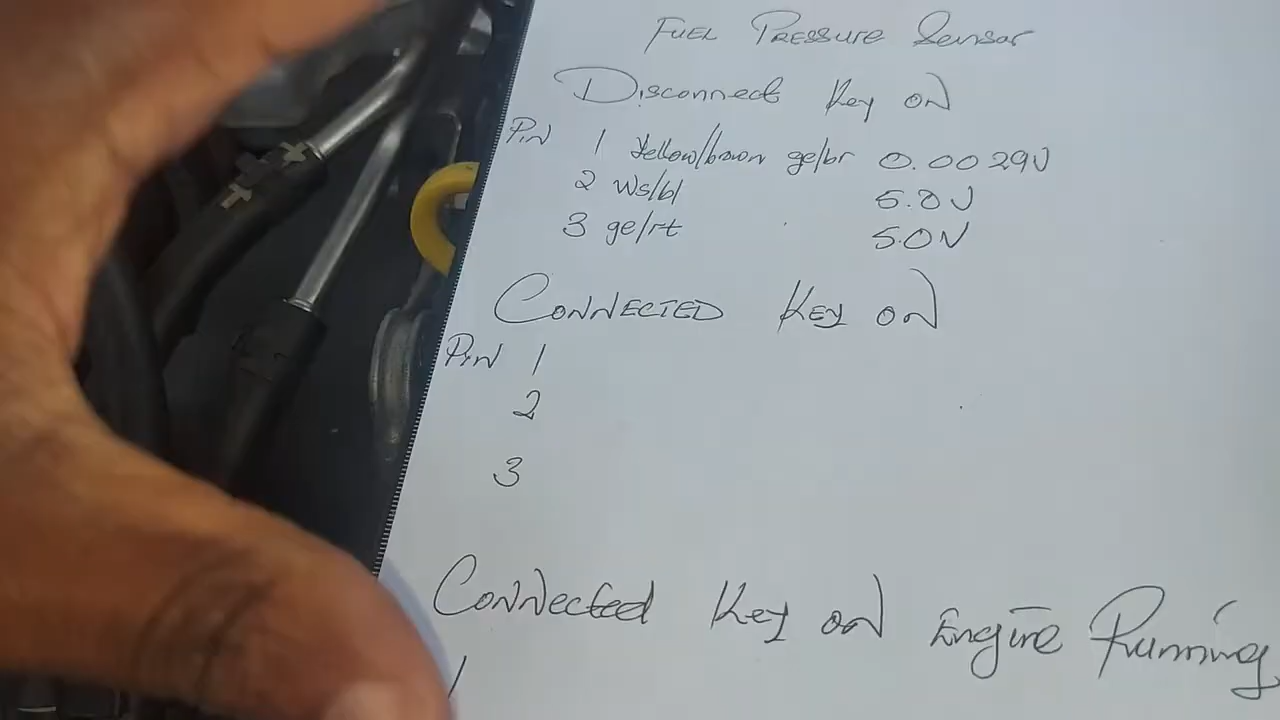 FUEL PRESSURE Sensor
Disconnect Key ON
PIN 1 Yellow/brown ge/br 0.0029V
2 Ws/bl 5.0V
3 ge/rt 5.0V
CONNECTED KEY ON
PIN 1
2
3
Connected Key on Engine Running
1